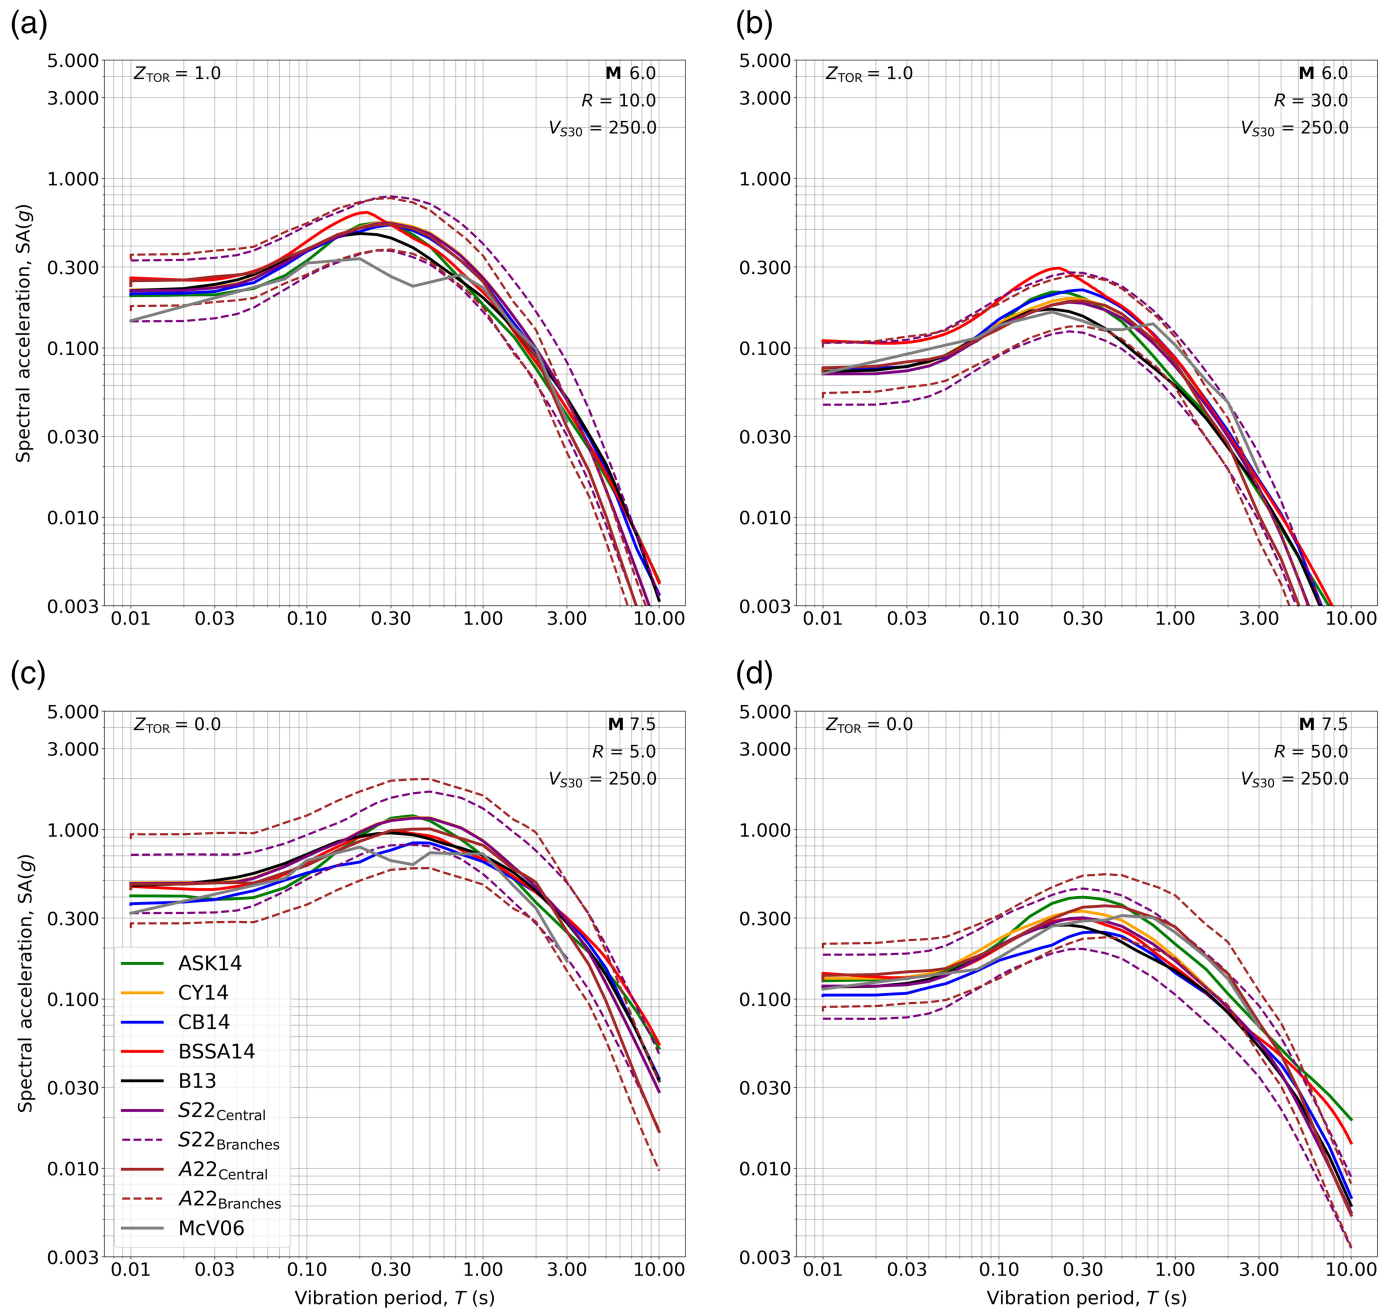 (a)
(b)
Z_TOR = 1.0
M 6.0
R = 10.0
V_S30 = 250.0
5.000
3.000
1.000
0.300
0.100
0.030
0.010
0.003
Spectral acceleration, SA(g)
0.01 0.03 0.10 0.30 1.00 3.00 10.00
Z_TOR = 1.0
M 6.0
R = 30.0
V_S30 = 250.0
5.000
3.000
1.000
0.300
0.100
0.030
0.010
0.003
0.01 0.03 0.10 0.30 1.00 3.00 10.00
(c)
(d)
Z_TOR = 0.0
M 7.5
R = 5.0
V_S30 = 250.0
5.000
3.000
1.000
0.300
0.100
0.030
0.010
0.003
Spectral acceleration, SA(g)
ASK14
CY14
CB14
BSSA14
B13
S22_Central
S22_Branches
A22_Central
A22_Branches
McV06
0.01 0.03 0.10 0.30 1.00 3.00 10.00
Vibration period, T (s)
Z_TOR = 0.0
M 7.5
R = 50.0
V_S30 = 250.0
5.000
3.000
1.000
0.300
0.100
0.030
0.010
0.003
0.01 0.03 0.10 0.30 1.00 3.00 10.00
Vibration period, T (s)